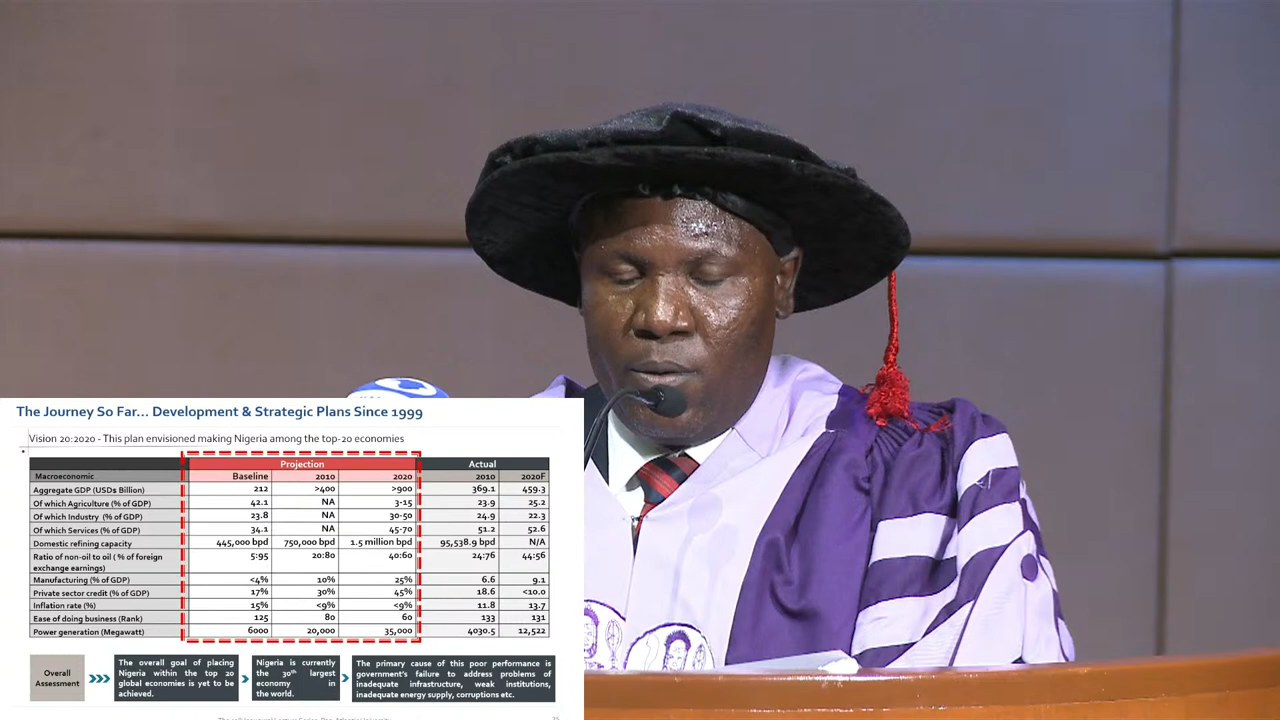 The Journey So Far... Development & Strategic Plans Since 1999
Vision 20:2020 - This plan envisioned making Nigeria among the top-20 economies
Projection Actual
Macroeconomic Baseline 2010 2020 2010 2020F
Aggregate GDP (USD$ Billion) 212 >400 >900 369.1 459.3
Of which Agriculture (% of GDP) 42.1 NA 3-15 23.9 25.2
Of which Industry (% of GDP) 23.8 NA 30-50 24.9 22.3
Of which Services (% of GDP) 34.1 NA 45-70 51.2 52.6
Domestic refining capacity 445,000 bpd 750,000 bpd 1.5 million bpd 95,538.9 bpd N/A
Ratio of non-oil to oil ( % of foreign 5:95 20:80 40:60 24:76 44:56
exchange earnings)
Manufacturing (% of GDP) <4% 10% 25% 6.6 9.1
Private sector credit (% of GDP) 17% 30% 45% 18.6 <10.0
Inflation rate (%) 15% <9% <9% 11.8 13.7
Ease of doing business (Rank) 125 80 60 133 131
Power generation (Megawatt) 6000 20,000 35,000 4030.5 12,522
Overall
Assessment
The overall goal of placing
Nigeria within the top 20
global economies is yet to be
achieved.
Nigeria is currently
the 30th largest
economy in
the world.
The primary cause of this poor performance is
government's failure to address problems of
inadequate infrastructure, weak institutions,
inadequate energy supply, corruptions etc.